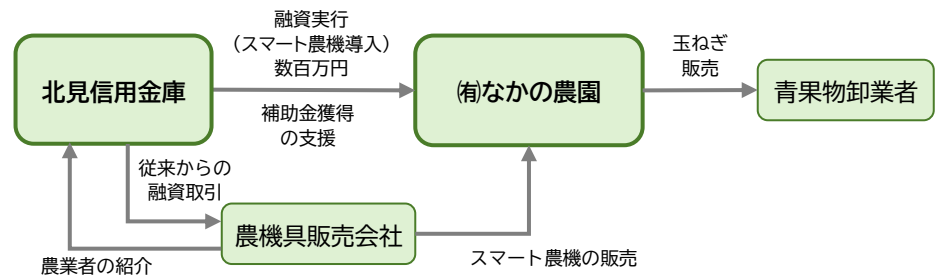 融資実行
（スマート農機導入）
数百万円
北見信用金庫
補助金獲得
の支援
㈲なかの農園
玉ねぎ
販売
青果物卸業者
従来からの
融資取引
農機具販売会社
農業者の紹介
スマート農機の販売